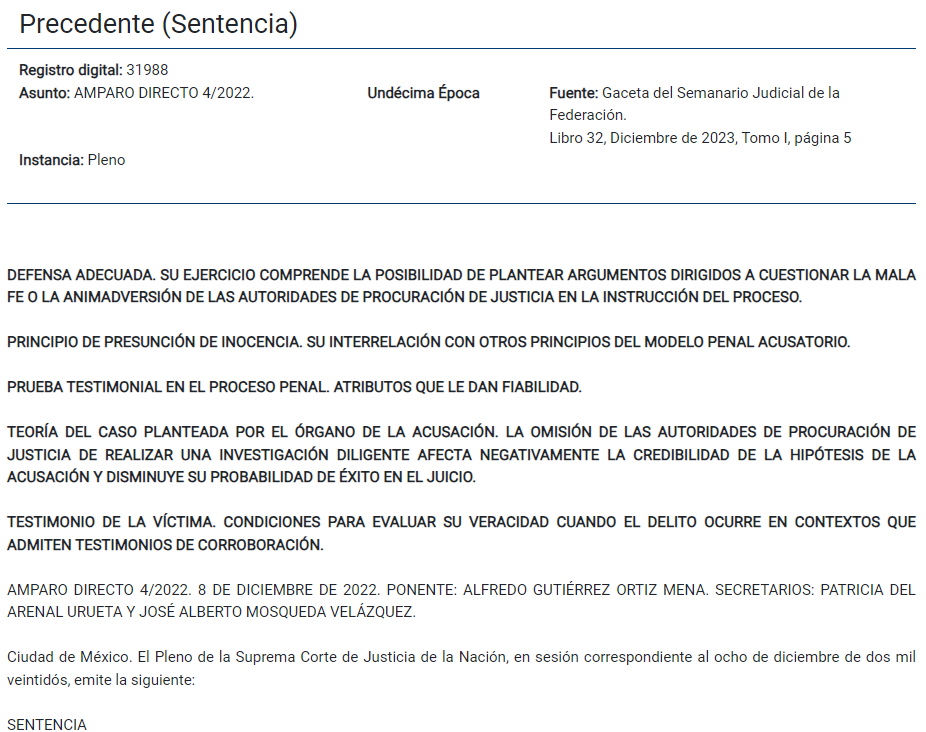 Precedente (Sentencia)
Registro digital: 31988
Asunto: AMPARO DIRECTO 4/2022.
Undécima Época
Fuente: Gaceta del Semanario Judicial de la
Federación.
Libro 32, Diciembre de 2023, Tomo I, página 5
Instancia: Pleno
DEFENSA ADECUADA. SU EJERCICIO COMPRENDE LA POSIBILIDAD DE PLANTEAR ARGUMENTOS DIRIGIDOS A CUESTIONAR LA MALA
FE O LA ANIMADVERSIÓN DE LAS AUTORIDADES DE PROCURACIÓN DE JUSTICIA EN LA INSTRUCCIÓN DEL PROCESO.
PRINCIPIO DE PRESUNCIÓN DE INOCENCIA. SU INTERRELACIÓN CON OTROS PRINCIPIOS DEL MODELO PENAL ACUSATORIO.
PRUEBA TESTIMONIAL EN EL PROCESO PENAL. ATRIBUTOS QUE LE DAN FIABILIDAD.
TEORÍA DEL CASO PLANTEADA POR EL ÓRGANO DE LA ACUSACIÓN. LA OMISIÓN DE LAS AUTORIDADES DE PROCURACIÓN DE
JUSTICIA DE REALIZAR UNA INVESTIGACIÓN DILIGENTE AFECTA NEGATIVAMENTE LA CREDIBILIDAD DE LA HIPÓTESIS DE LA
ACUSACIÓN Y DISMINUYE SU PROBABILIDAD DE ÉXITO EN EL JUICIO.
TESTIMONIO DE LA VÍCTIMA. CONDICIONES PARA EVALUAR SU VERACIDAD CUANDO EL DELITO OCURRE EN CONTEXTOS QUE
ADMITEN TESTIMONIOS DE CORROBORACIÓN.
AMPARO DIRECTO 4/2022. 8 DE DICIEMBRE DE 2022. PONENTE: ALFREDO GUTIÉRREZ ORTIZ MENA. SECRETARIOS: PATRICIA DEL
ARENAL URUETA Y JOSÉ ALBERTO MOSQUEDA VELÁZQUEZ.
Ciudad de México. El Pleno de la Suprema Corte de Justicia de la Nación, en sesión correspondiente al ocho de diciembre de dos mil
veintidós, emite la siguiente:
SENTENCIA